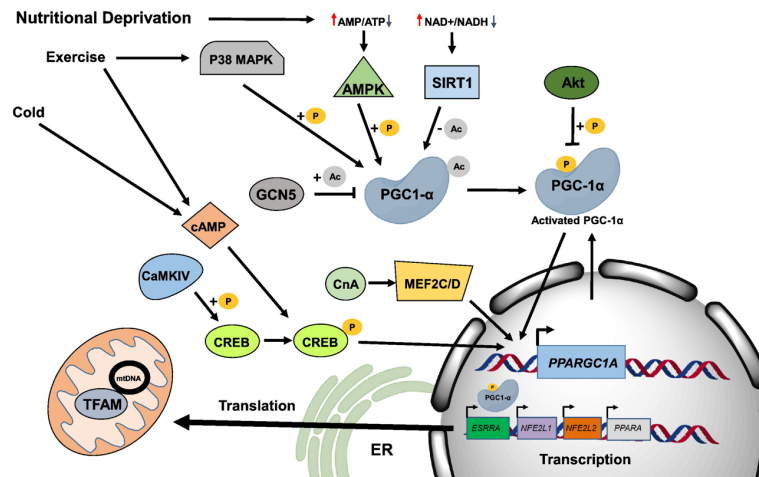 Nutritional Deprivation
↑AMP/ATP↓
↑NAD+/NADH↓
Exercise
P38 MAPK
AMPK
SIRT1
Akt
Cold
+ P
+ P
- Ac
+ P
+ Ac
Ac
P
GCN5
PGC1-α
PGC-1α
Activated PGC-1α
cAMP
CaMKIV
CnA
MEF2C/D
+ P
P
CREB
CREB
PPARGC1A
mtDNA
TFAM
P
PGC1-α
Translation
ESRRA
NFE2L1
NFE2L2
PPARA
ER
Transcription